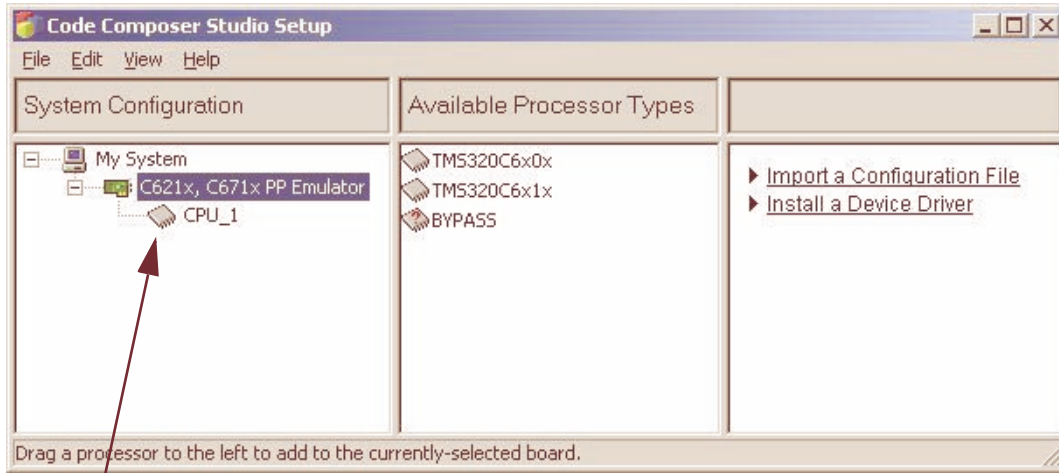 Code Composer Studio Setup
File Edit View Help
System Configuration
Available Processor Types
My System
C621x, C671x PP Emulator
CPU_1
TMS320C6x0x
TMS320C6x1x
BYPASS
Import a Configuration File
Install a Device Driver
Drag a processor to the left to add to the currently-selected board.